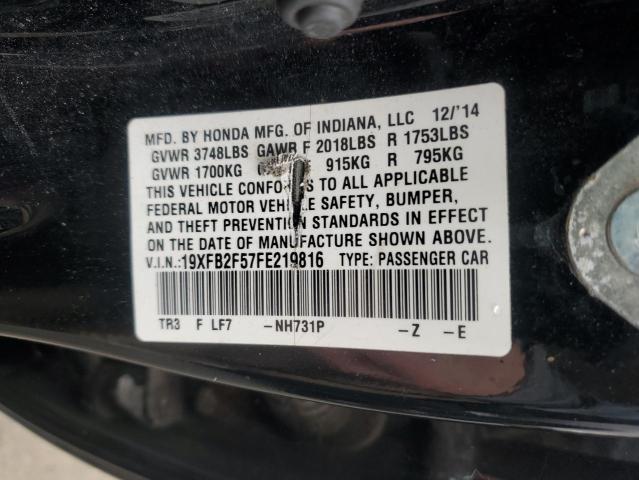 MFD. BY HONDA MFG. OF INDIANA, LLC 12/'14
GVWR 3748LBS GAWR F 2018LBS R 1753LBS
GVWR 1700KG 915KG R 795KG
THIS VEHICLE CONFORMS TO ALL APPLICABLE
FEDERAL MOTOR VEHICLE SAFETY, BUMPER,
AND THEFT PREVENTION STANDARDS IN EFFECT
ON THE DATE OF MANUFACTURE SHOWN ABOVE.
V.I.N.:19XFB2F57FE219816 TYPE: PASSENGER CAR
TR3 F LF7 -NH731P -Z -E